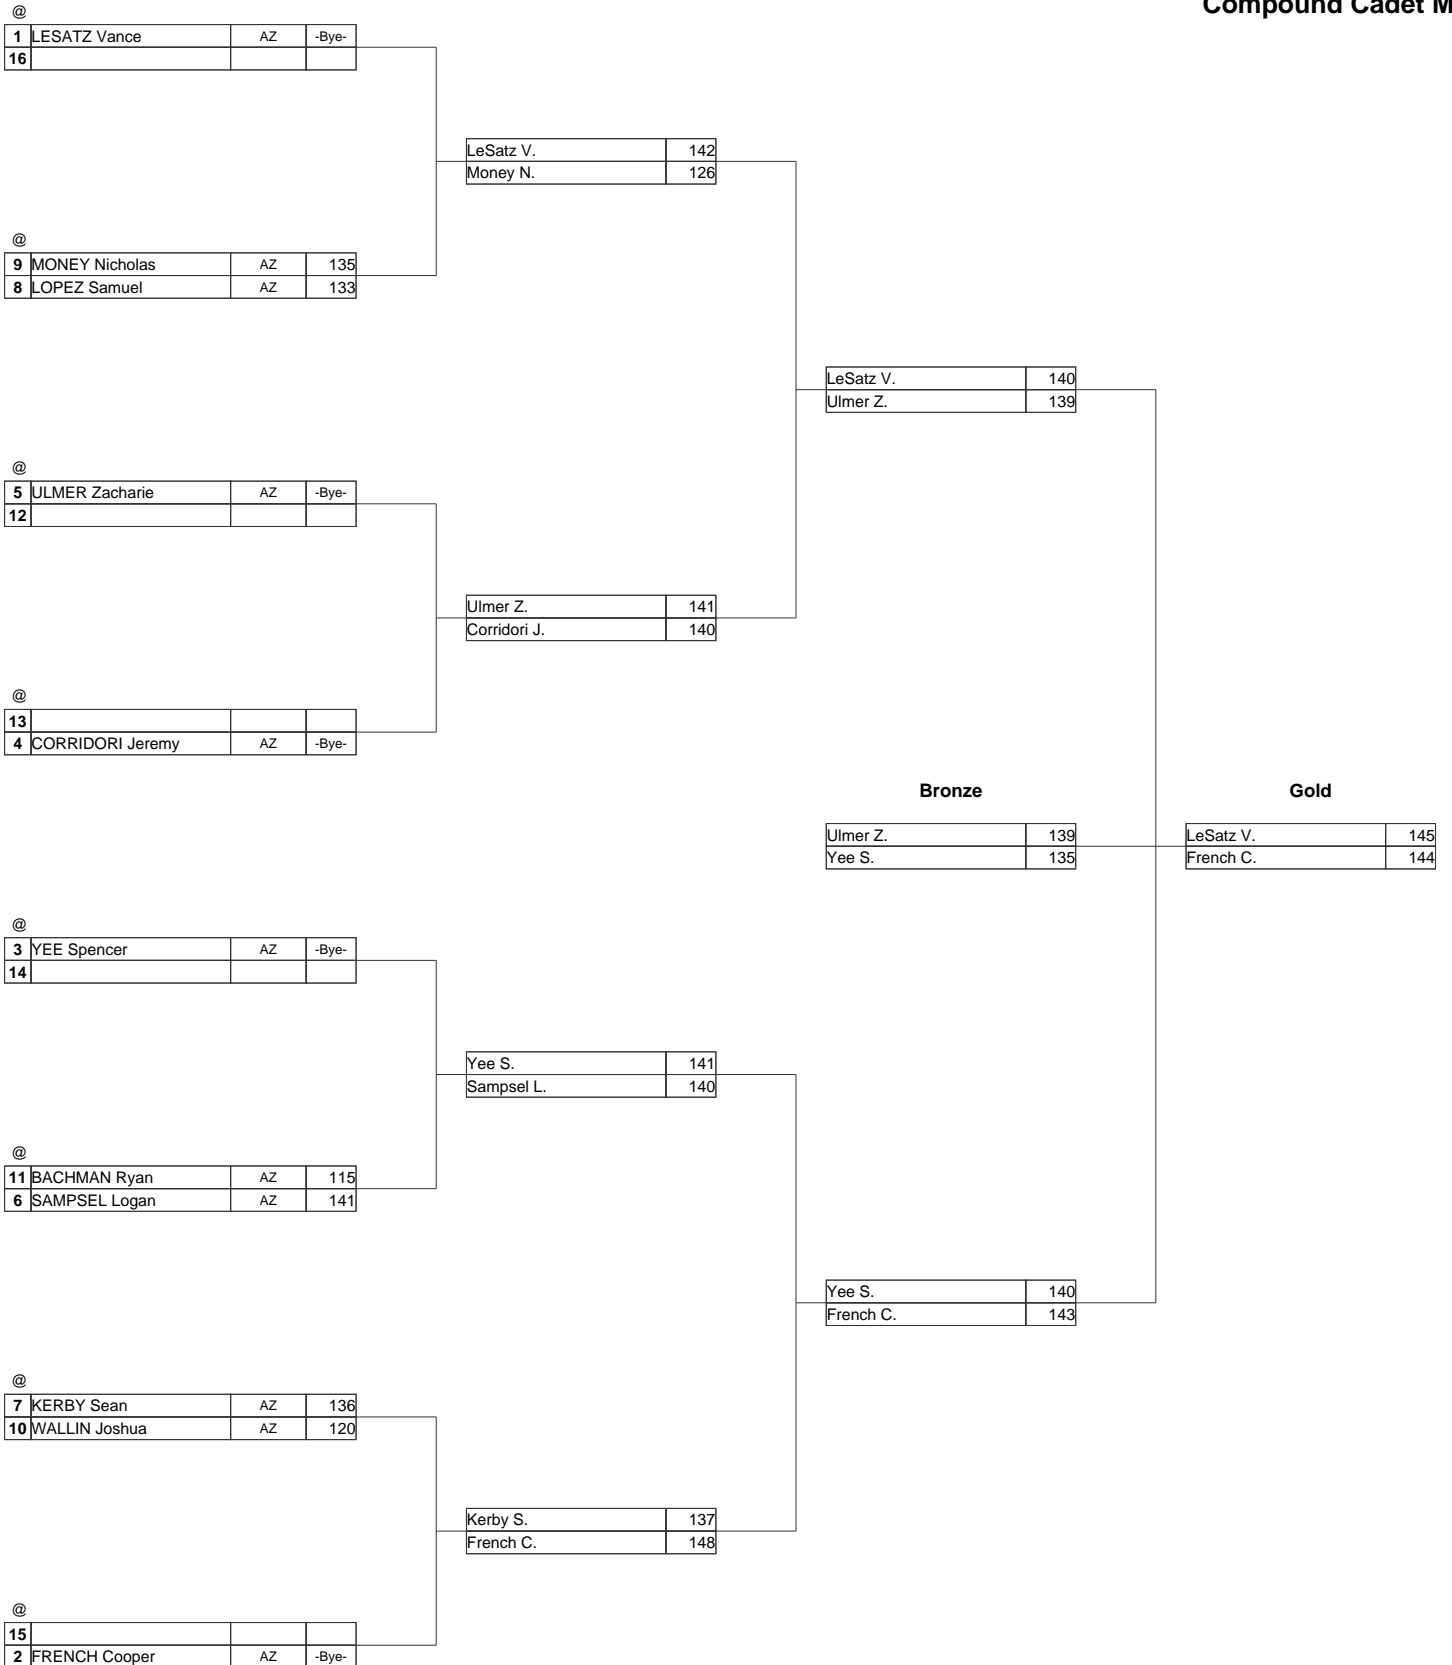 Compound Cadet M
@
1 LESATZ Vance AZ -Bye-
16
LeSatz V. 142
Money N. 126
@
9 MONEY Nicholas AZ 135
8 LOPEZ Samuel AZ 133
LeSatz V. 140
Ulmer Z. 139
@
5 ULMER Zacharie AZ -Bye-
12
Ulmer Z. 141
Corridori J. 140
@
13
4 CORRIDORI Jeremy AZ -Bye-
Bronze Gold
Ulmer Z. 139 LeSatz V. 145
Yee S. 135 French C. 144
@
3 YEE Spencer AZ -Bye-
14
Yee S. 141
Sampsel L. 140
@
11 BACHMAN Ryan AZ 115
6 SAMPSEL Logan AZ 141
Yee S. 140
French C. 143
@
7 KERBY Sean AZ 136
10 WALLIN Joshua AZ 120
Kerby S. 137
French C. 148
@
15
2 FRENCH Cooper AZ -Bye-